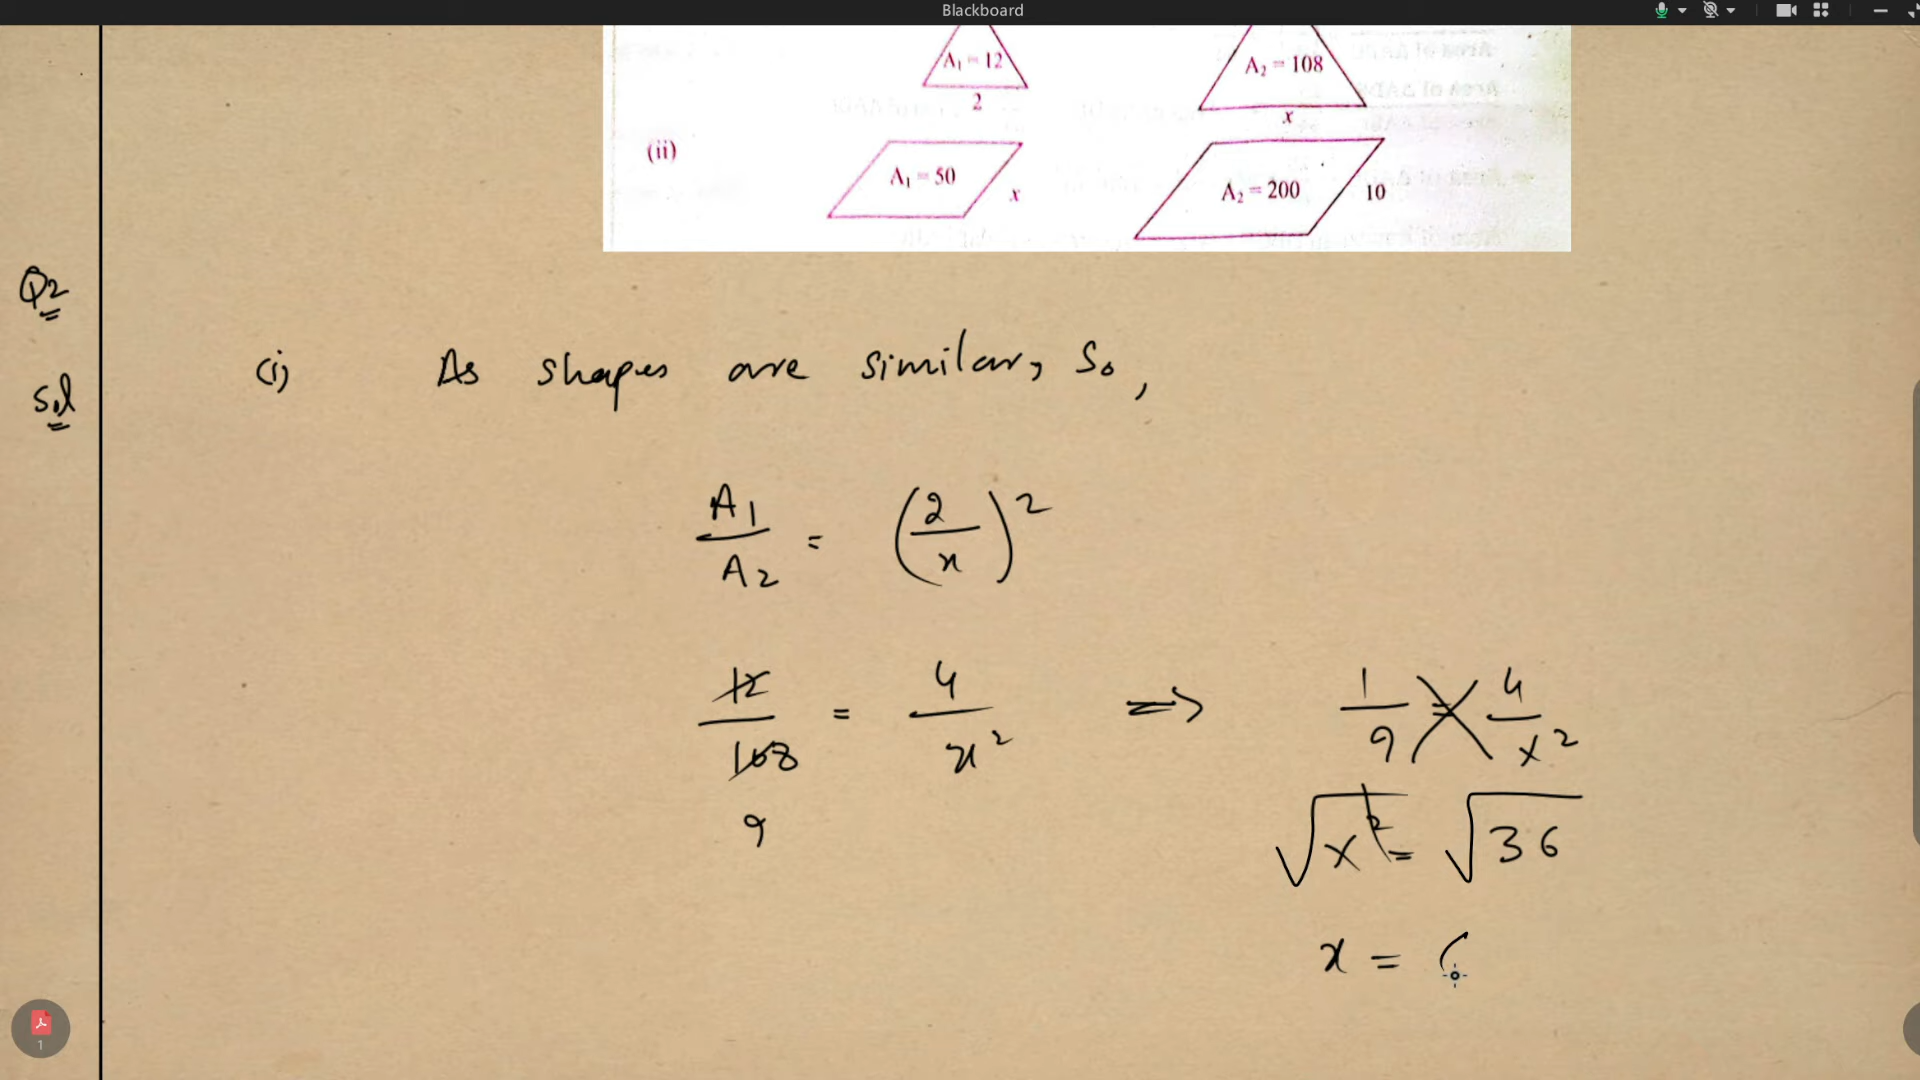 Blackboard
A₁ = 12
2
A₂ = 108
x
(ii)
A₁ = 50
x
A₂ = 200
10
Q2
Sol
(i) As shapes are similar, So,
A1/A2 = (2/x)²
12/108 = 4/x² ⇒ 1/9 = 4/x²
9
√x² = √36
x =
1